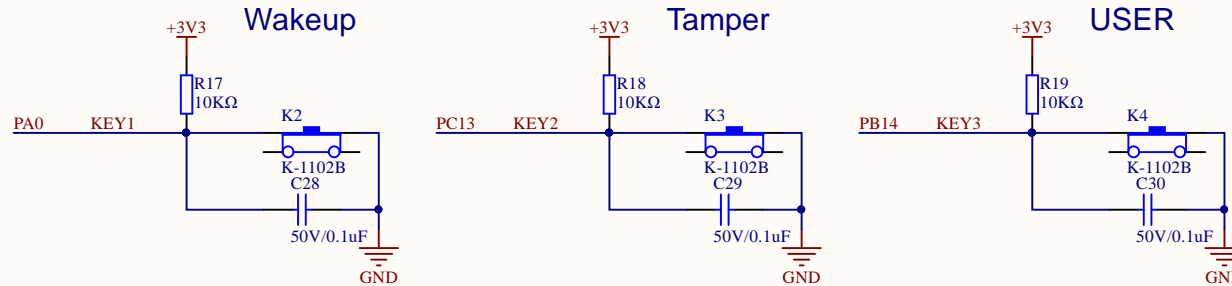 Wakeup
+3V3
R17
10KΩ
PA0 KEY1
K2
K-1102B
C28
50V/0.1uF
GND
Tamper
+3V3
R18
10KΩ
PC13 KEY2
K3
K-1102B
C29
50V/0.1uF
GND
USER
+3V3
R19
10KΩ
PB14 KEY3
K4
K-1102B
C30
50V/0.1uF
GN